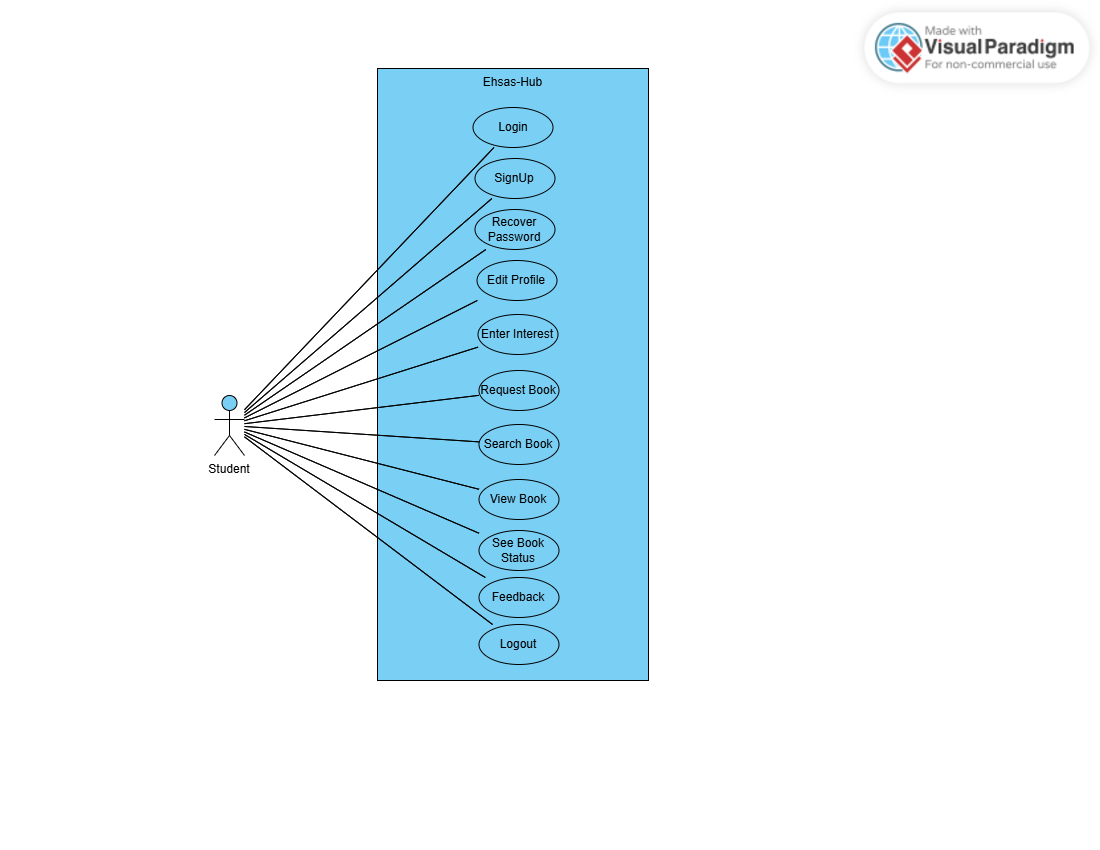 Made with
Visual Paradigm
For non-commercial use
Ehsas-Hub
Login
SignUp
Recover
Password
Edit Profile
Enter Interest
Request Book
Search Book
View Book
See Book
Status
Feedback
Logout
Student